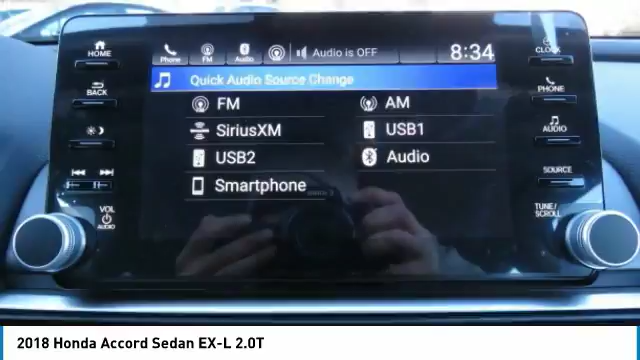 HOME
Phone
FM
Audio
Audio is OFF
8:34
CLOCK
Quick Audio Source Change
BACK
PHONE
FM
AM
SiriusXM
USB1
AUDIO
USB2
Audio
SOURCE
Smartphone
VOL
AUDIO
TUNE/
SCROLL
2018 Honda Accord Sedan EX-L 2.0T